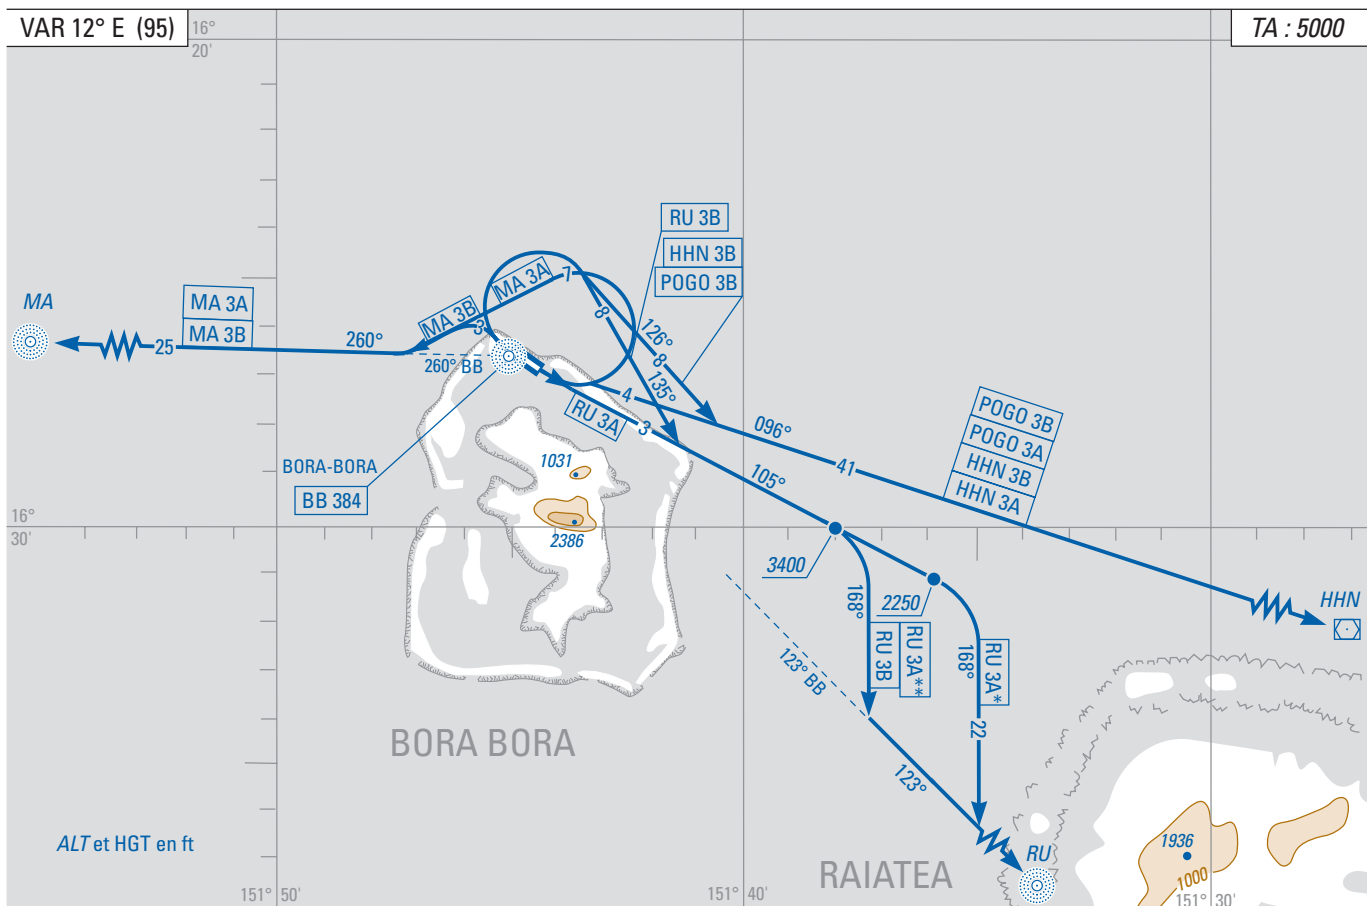 VAR 12° E (95)
16°
20'
TA : 5000
RU 3B
HHN 3B
POGO 3B
MA
MA 3A
MA 3B
25
260°
MA 3B
3
MA 3A
7
8
126°
8
135°
260° BB
4
RU 3A
3
096°
41
POGO 3B
POGO 3A
HHN 3B
HHN 3A
BORA-BORA
BB 384
1031
2386
105°
16°
30'
3400
2250
HHN
168°
RU 3B
RU 3A**
168°
RU 3A*
22
123° BB
123°
BORA BORA
ALT et HGT en ft
RU
RAIATEA
1936
1000
151° 50'
151° 40'
151° 30'